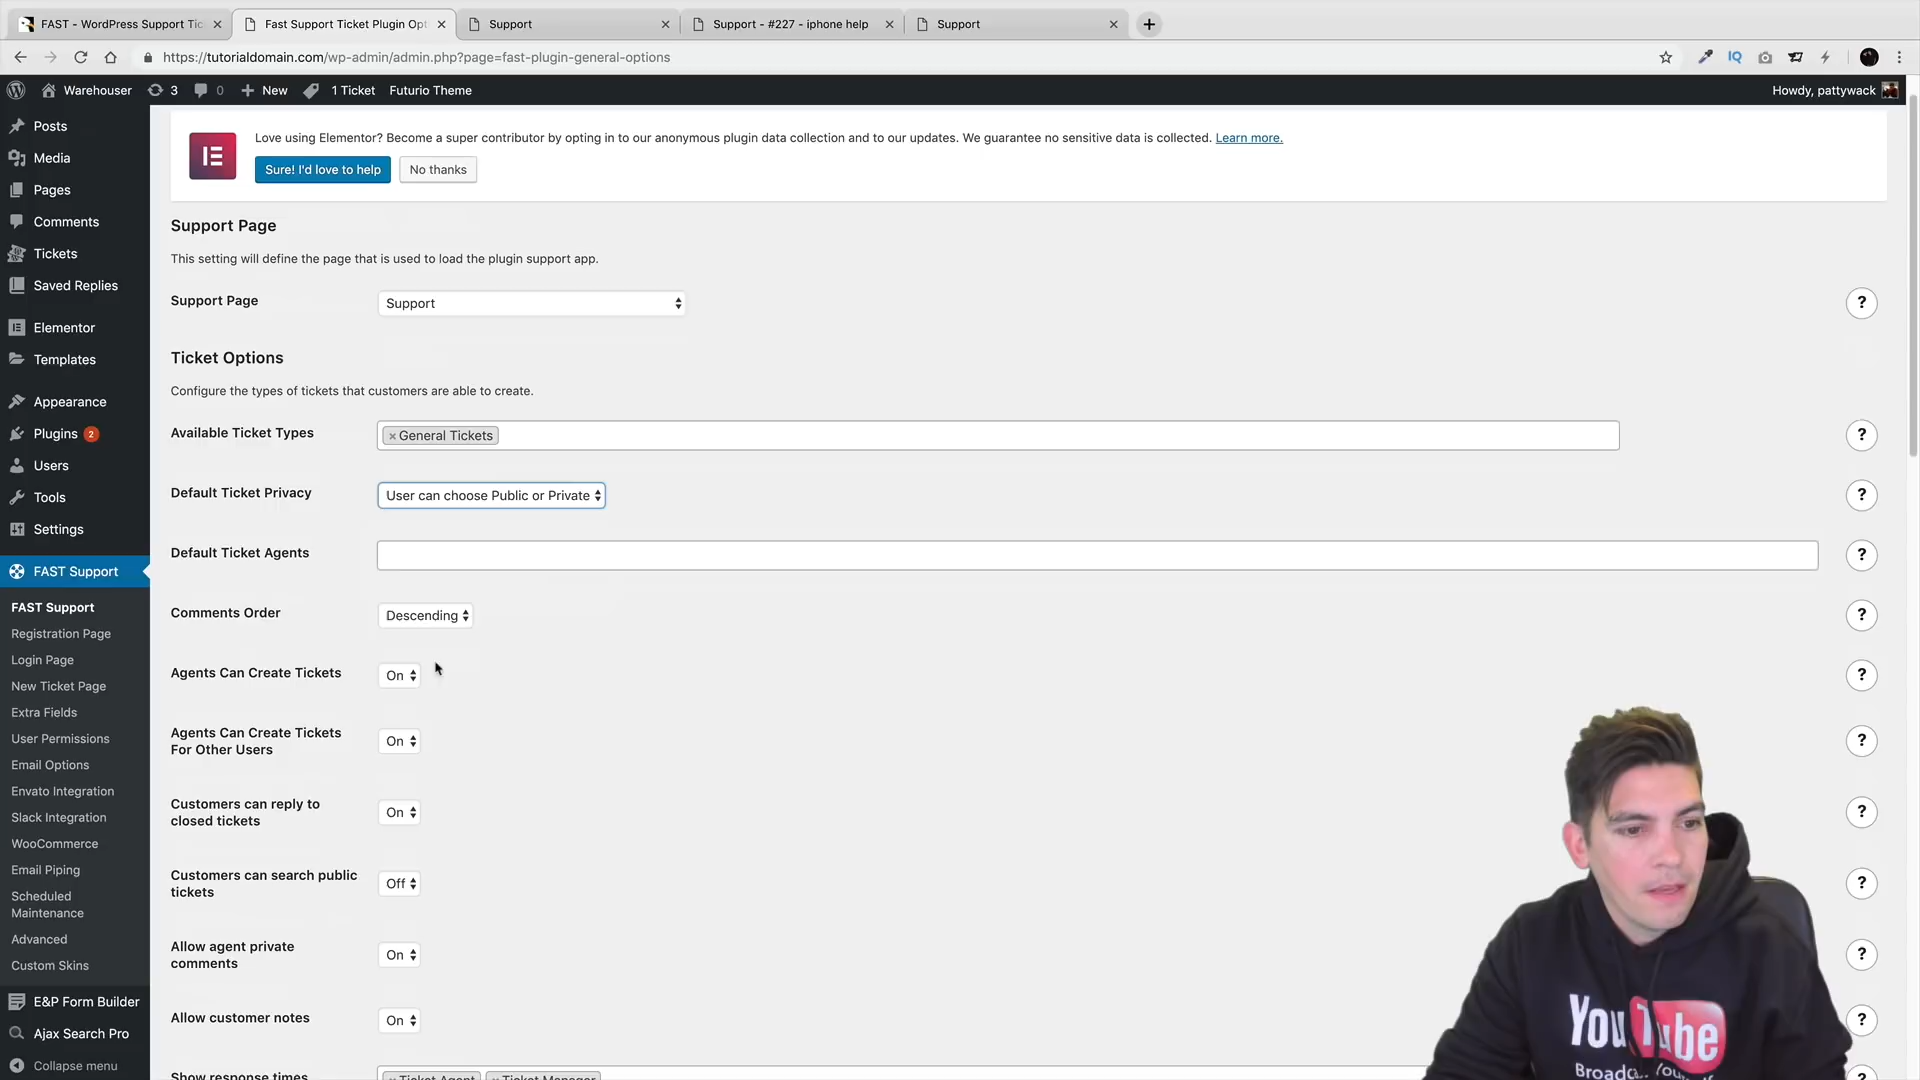 FAST - WordPress Support Tic
Fast Support Ticket Plugin Opt
Support
Support - #227 - iphone help
Support
https://tutorialdomain.com/wp-admin/admin.php?page=fast-plugin-general-options
IQ
Warehouser
3
0
New
1 Ticket
Futurio Theme
Howdy, pattywack
Posts
Media
Pages
Comments
Tickets
Saved Replies
Elementor
Templates
Appearance
Plugins 2
Users
Tools
Settings
FAST Support
FAST Support
Registration Page
Login Page
New Ticket Page
Extra Fields
User Permissions
Email Options
Envato Integration
Slack Integration
WooCommerce
Email Piping
Scheduled
Maintenance
Advanced
Custom Skins
E&P Form Builder
Ajax Search Pro
Collapse menu
Love using Elementor? Become a super contributor by opting in to our anonymous plugin data collection and to our updates. We guarantee no sensitive data is collected. Learn more.
Sure! I'd love to help
No thanks
Support Page
This setting will define the page that is used to load the plugin support app.
Support Page
Support
?
Ticket Options
Configure the types of tickets that customers are able to create.
Available Ticket Types
× General Tickets
?
Default Ticket Privacy
User can choose Public or Private
?
Default Ticket Agents
?
Comments Order
Descending
?
Agents Can Create Tickets
On
?
Agents Can Create Tickets
For Other Users
On
?
Customers can reply to
closed tickets
On
?
Customers can search public
tickets
Off
?
Allow agent private
comments
On
?
Allow customer notes
On
?
Show response times
× Ticket Agent
× Ticket Manager
?
YouTube